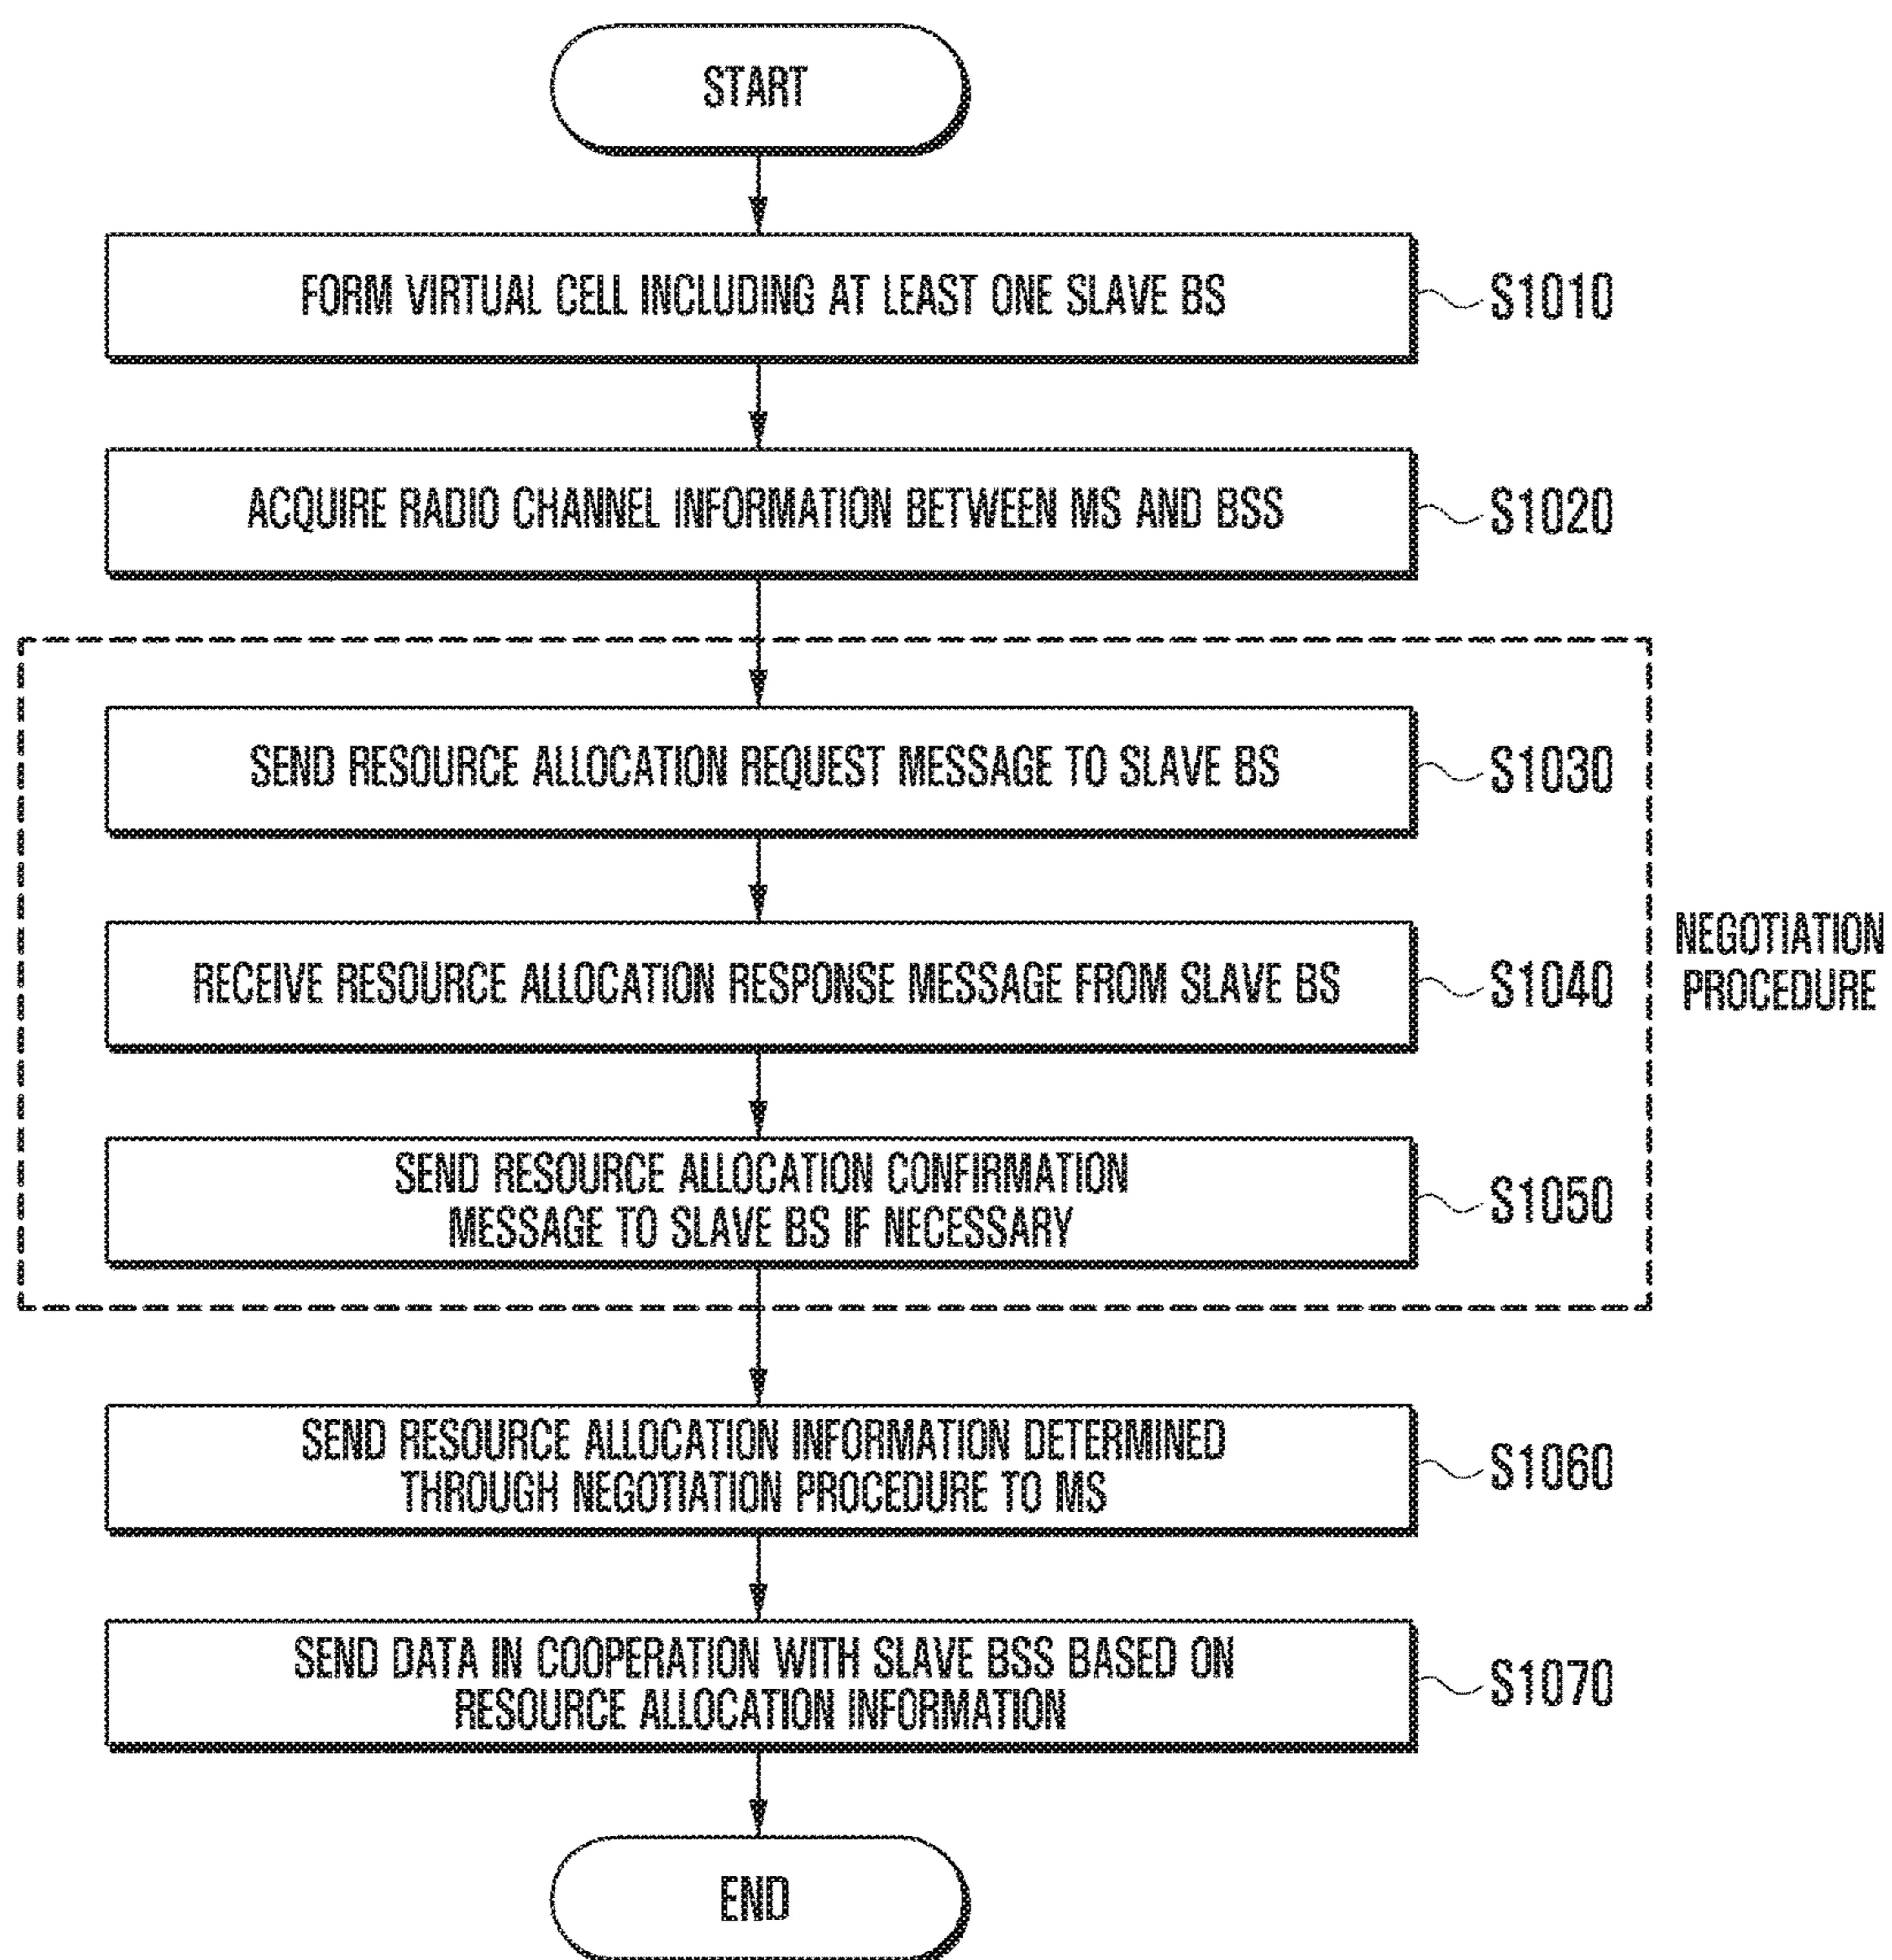 START
FORM VIRTUAL CELL INCLUDING AT LEAST ONE SLAVE BS
S1010
ACQUIRE RADIO CHANNEL INFORMATION BETWEEN MS AND BSS
S1020
SEND RESOURCE ALLOCATION REQUEST MESSAGE TO SLAVE BS
S1030
RECEIVE RESOURCE ALLOCATION RESPONSE MESSAGE FROM SLAVE BS
S1040
NEGOTIATION
PROCEDURE
SEND RESOURCE ALLOCATION CONFIRMATION
MESSAGE TO SLAVE BS IF NECESSARY
S1050
SEND RESOURCE ALLOCATION INFORMATION DETERMINED
THROUGH NEGOTIATION PROCEDURE TO MS
S1060
SEND DATA IN COOPERATION WITH SLAVE BSS BASED ON
RESOURCE ALLOCATION INFORMATION
S1070
END